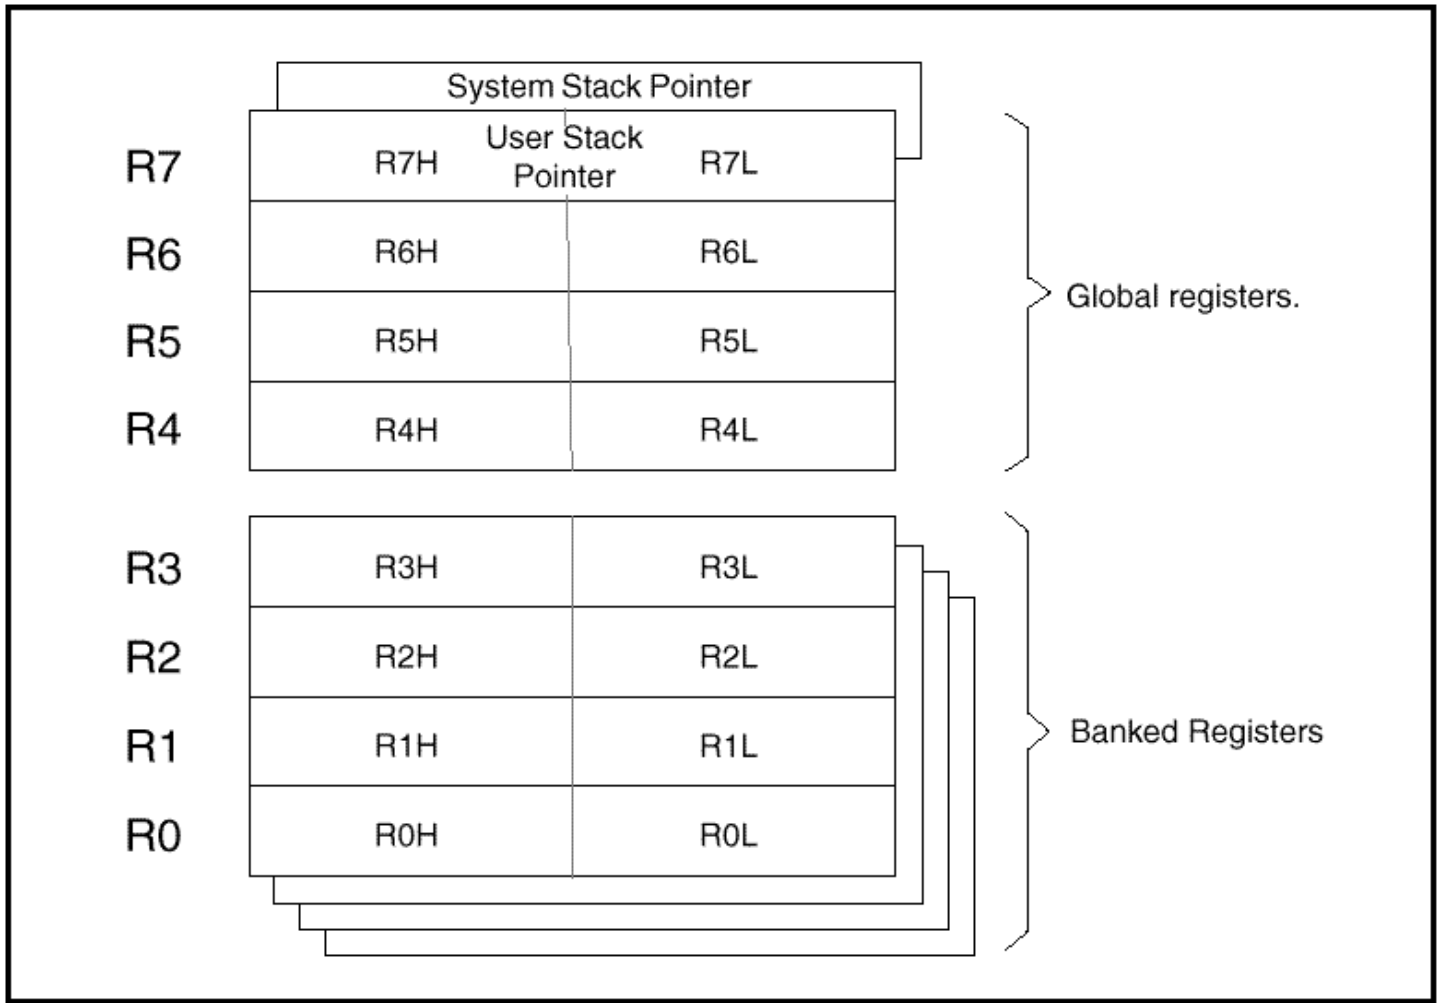 System Stack Pointer
User Stack
R7 R7H Pointer R7L
R6 R6H R6L
Global registers.
R5 R5H R5L
R4 R4H R4L
R3 R3H R3L
R2 R2H R2L
Banked Registers
R1 R1H R1L
R0 R0H R0L